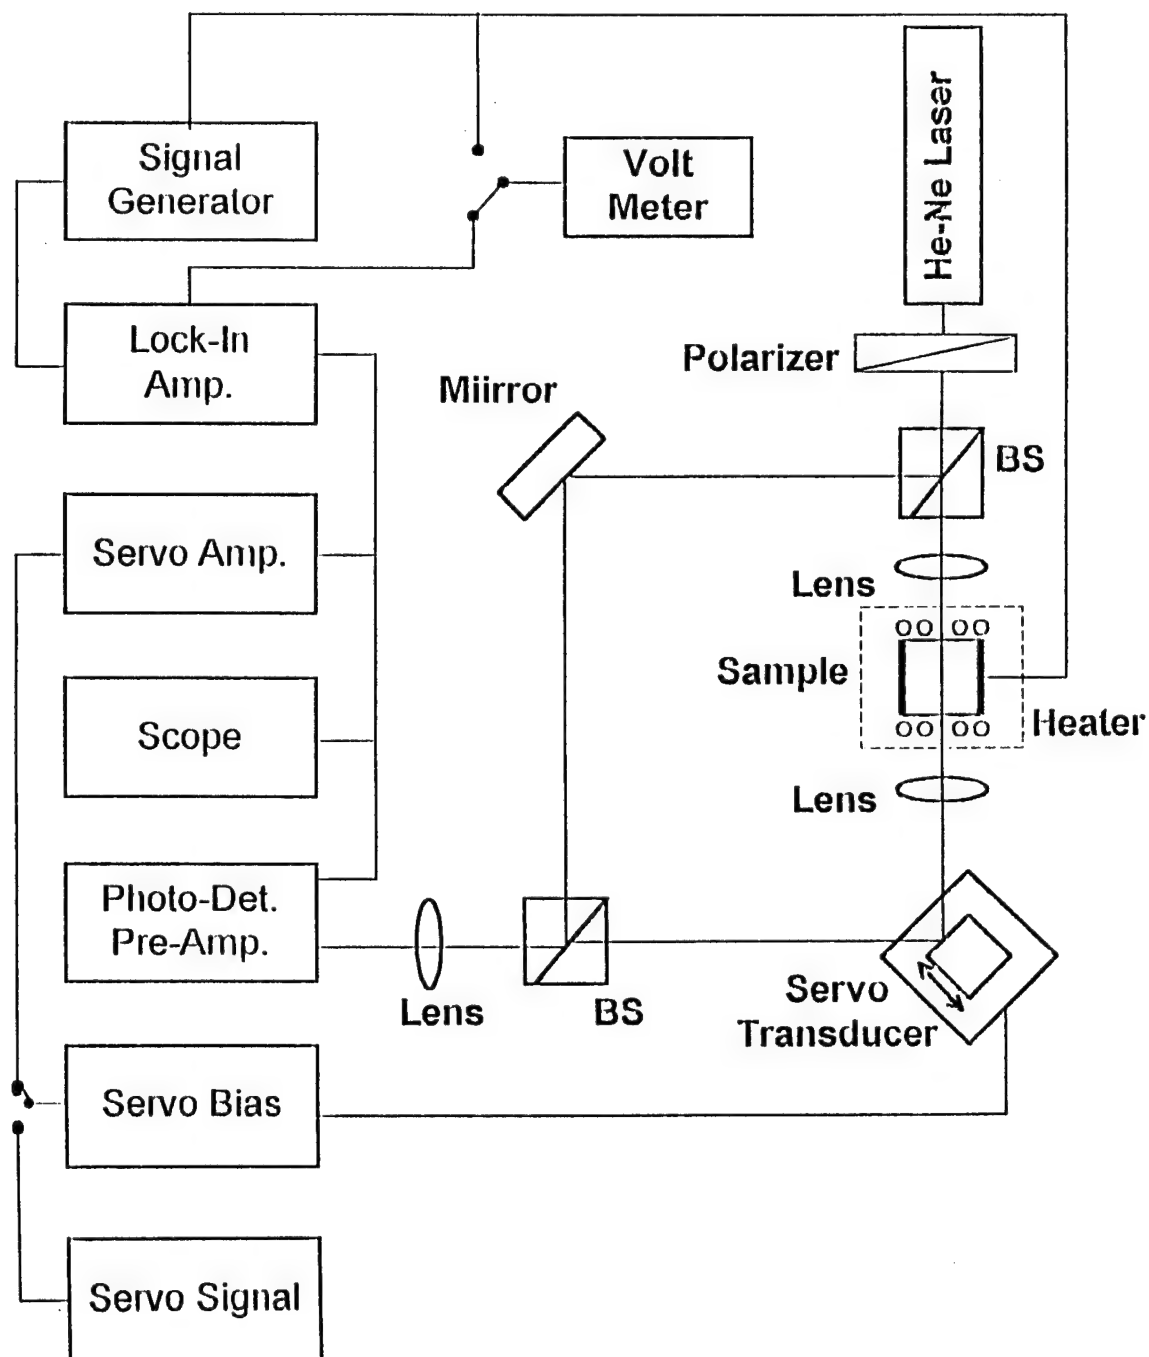 He-Ne Laser
Signal
Generator
Volt
Meter
Lock-In
Amp.
Polarizer
Miirror
BS
Servo Amp.
Lens
Sample
Scope
Heater
Lens
Photo-Det.
Pre-Amp.
Servo
Transducer
Lens
BS
Servo Bias
Servo Signal